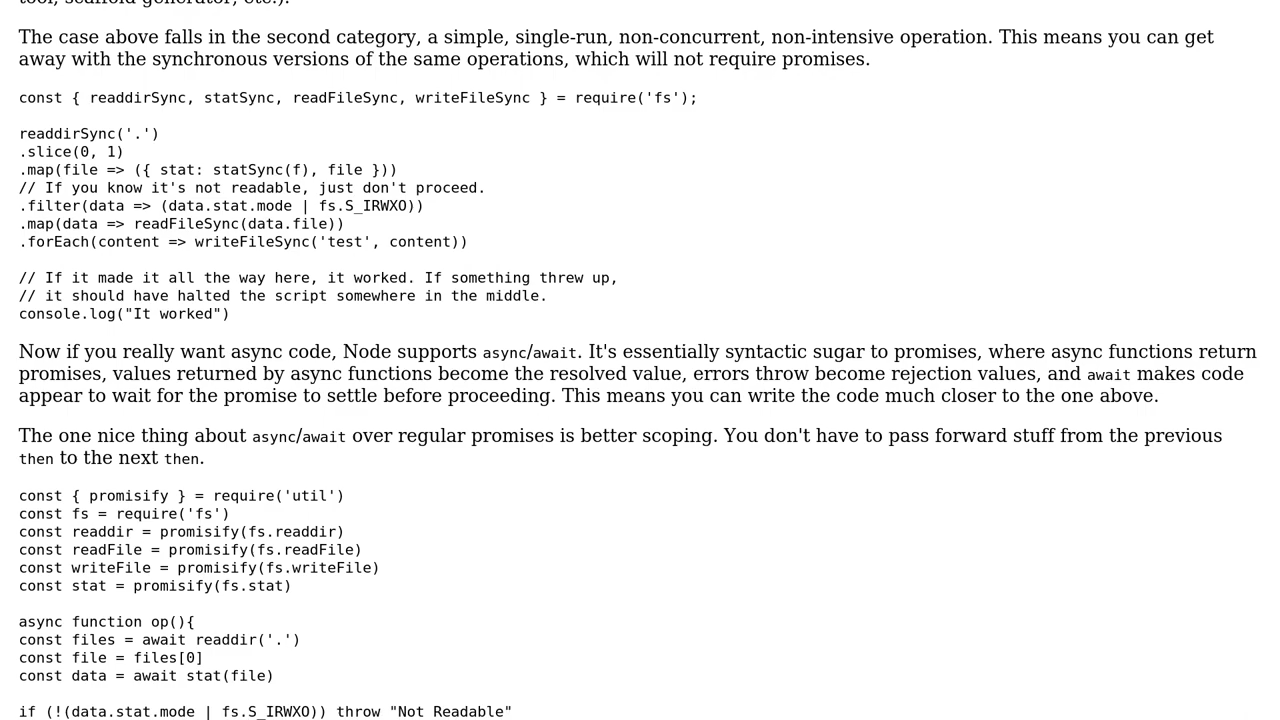 tool, scaffold generator, etc.).
The case above falls in the second category, a simple, single-run, non-concurrent, non-intensive operation. This means you can get
away with the synchronous versions of the same operations, which will not require promises.
const { readdirSync, statSync, readFileSync, writeFileSync } = require('fs');
readdirSync('.')
.slice(0, 1)
.map(file => ({ stat: statSync(f), file }))
// If you know it's not readable, just don't proceed.
.filter(data => (data.stat.mode | fs.S_IRWXO))
.map(data => readFileSync(data.file))
.forEach(content => writeFileSync('test', content))
// If it made it all the way here, it worked. If something threw up,
// it should have halted the script somewhere in the middle.
console.log("It worked")
Now if you really want async code, Node supports async/await. It's essentially syntactic sugar to promises, where async functions return
promises, values returned by async functions become the resolved value, errors throw become rejection values, and await makes code
appear to wait for the promise to settle before proceeding. This means you can write the code much closer to the one above.
The one nice thing about async/await over regular promises is better scoping. You don't have to pass forward stuff from the previous
then to the next then.
const { promisify } = require('util')
const fs = require('fs')
const readdir = promisify(fs.readdir)
const readFile = promisify(fs.readFile)
const writeFile = promisify(fs.writeFile)
const stat = promisify(fs.stat)
async function op(){
const files = await readdir('.')
const file = files[0]
const data = await stat(file)
if (!(data.stat.mode | fs.S_IRWXO)) throw "Not Readable"